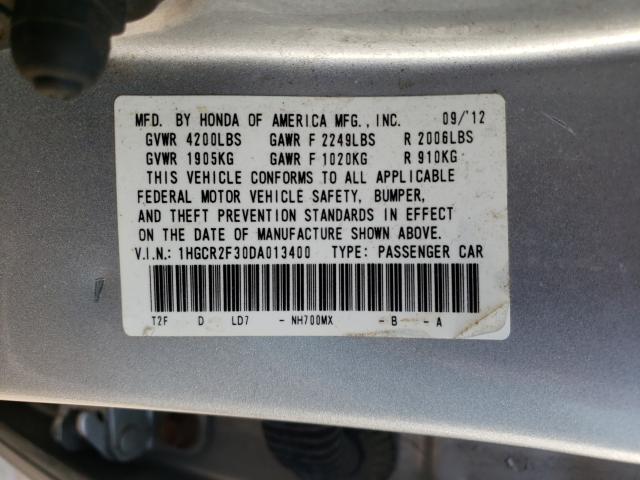 MFD. BY HONDA OF AMERICA MFG., INC. 09/'12
GVWR 4200LBS GAWR F 2249LBS R 2006LBS
GVWR 1905KG GAWR F 1020KG R 910KG
THIS VEHICLE CONFORMS TO ALL APPLICABLE
FEDERAL MOTOR VEHICLE SAFETY, BUMPER,
AND THEFT PREVENTION STANDARDS IN EFFECT
ON THE DATE OF MANUFACTURE SHOWN ABOVE.
V.I.N.: 1HGCR2F30DA013400 TYPE: PASSENGER CAR
T2F D LD7 - NH700MX - B - A